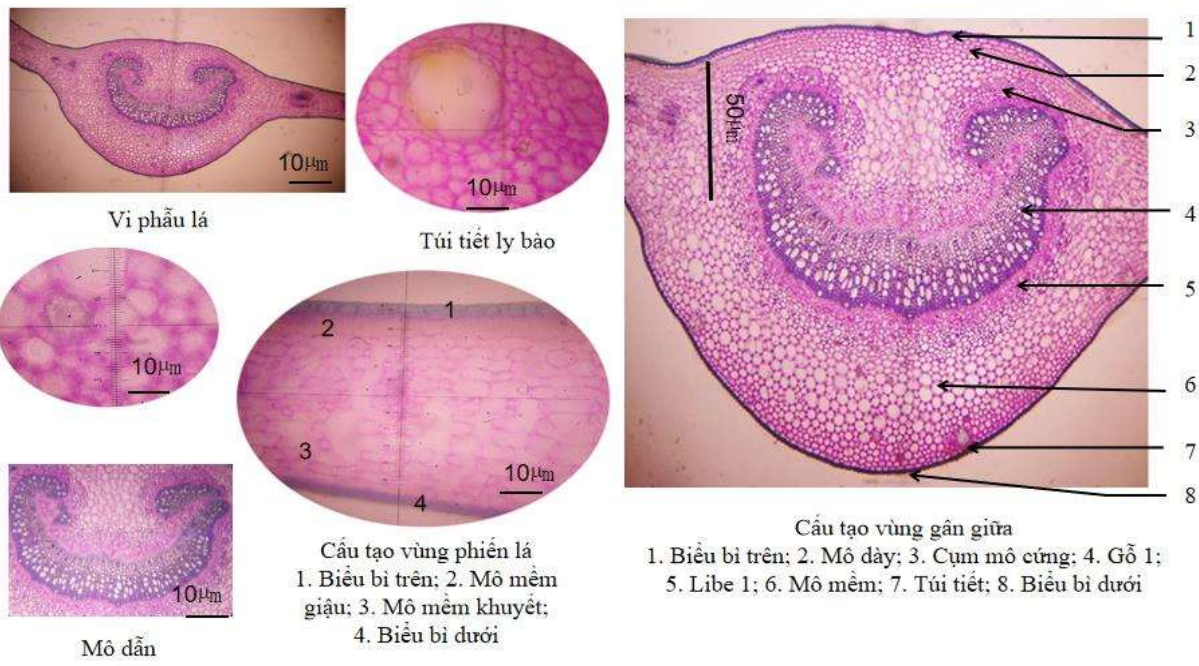 10μm
Vi phẫu lá
10μm
Túi tiết ly bào
10μm
1
2
3
4
10μm
10μm
Mô dẫn
Cấu tạo vùng phiến lá
1. Biểu bì trên; 2. Mô mềm
giậu; 3. Mô mềm khuyết;
4. Biểu bì dưới
50μm
1
2
3
4
5
6
7
8
Cấu tạo vùng gân giữa
1. Biểu bì trên; 2. Mô dày; 3. Cụm mô cứng; 4. Gỗ 1;
5. Libe 1; 6. Mô mềm; 7. Túi tiết; 8. Biểu bì dưới